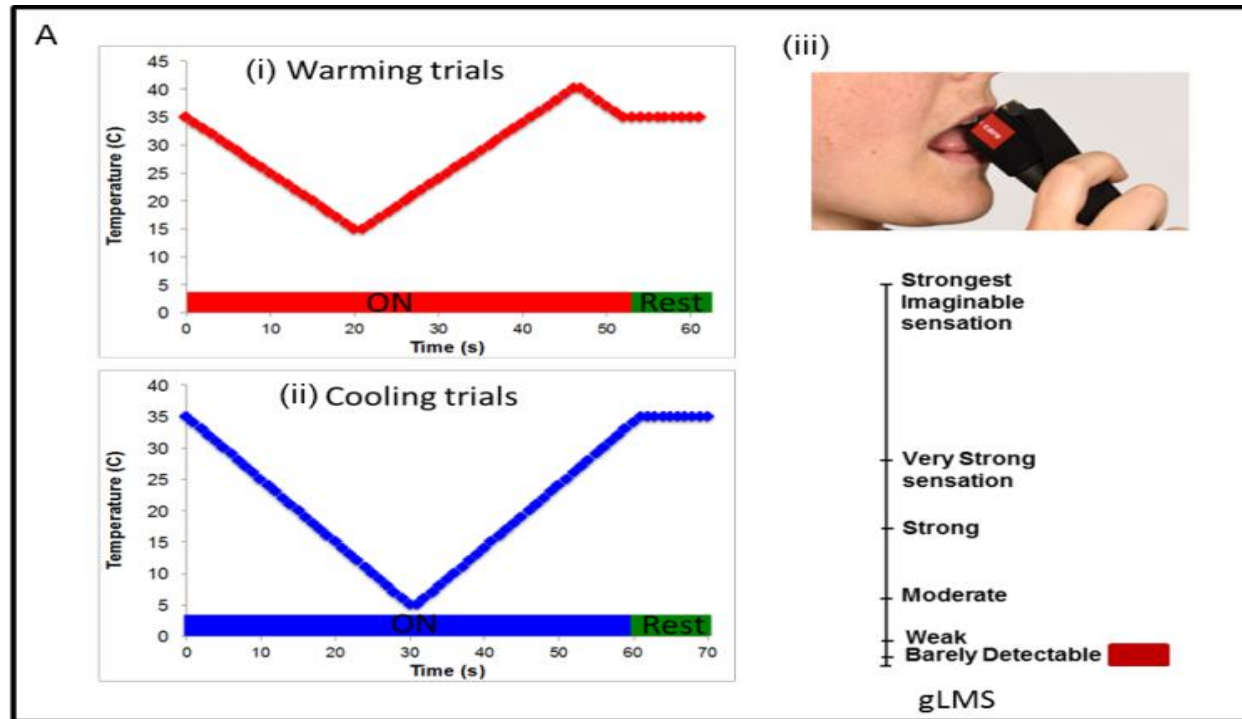 A
(i) Warming trials
Temperature (C)
45
40
35
30
25
20
15
10
5
0
ON
Rest
0 10 20 30 40 50 60
Time (s)
(ii) Cooling trials
Temperature (C)
40
35
30
25
20
15
10
5
0
ON
Rest
0 10 20 30 40 50 60 70
Time (s)
(iii)
care
Strongest
Imaginable
sensation
Very Strong
sensation
Strong
Moderate
Weak
Barely Detectable
gLMS